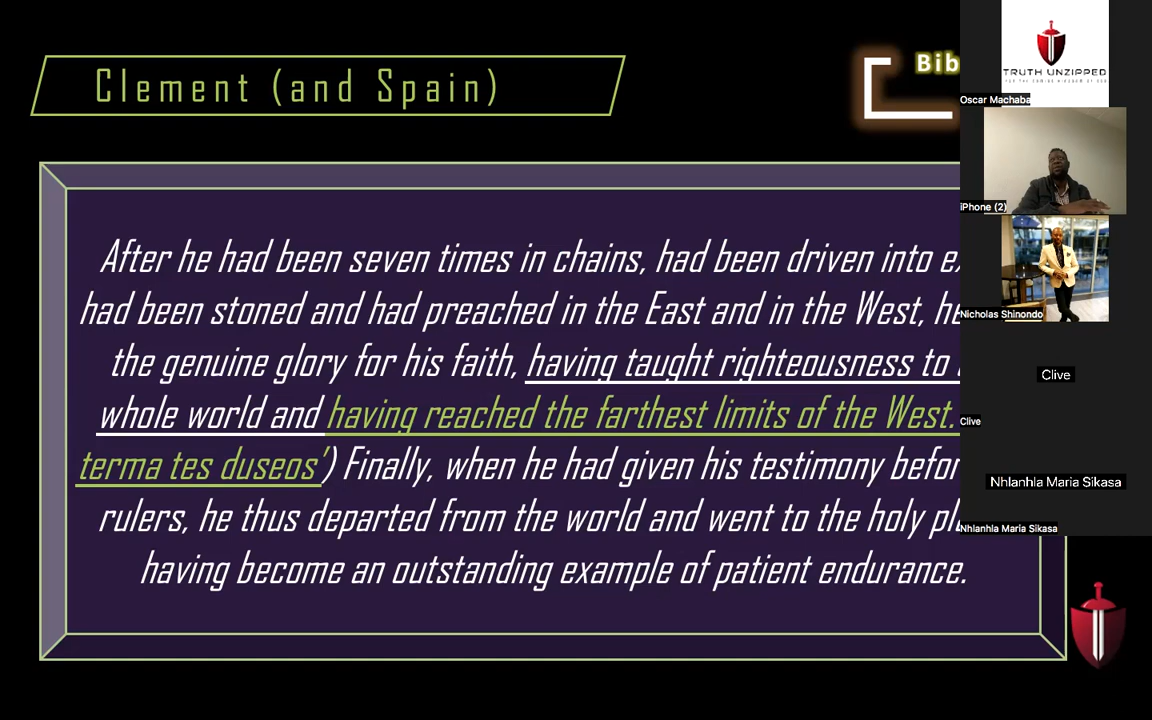 Clement (and Spain)
Bib
After he had been seven times in chains, had been driven into
had been stoned and had preached in the East and in the West,
the genuine glory for his faith, having taught righteousness to
whole world and having reached the farthest limits of the West.
terma tes duseos') Finally, when he had given his testimony
rulers, he thus departed from the world and went to the holy
having become an outstanding example of patient endurance.
TRUTH UNZIPPED
Oscar Machaba
iPhone (2)
Nicholas Shinondo
Clive
Clive
Nhlanhla Maria Sikasa
Nhlanhla Maria Sikasa